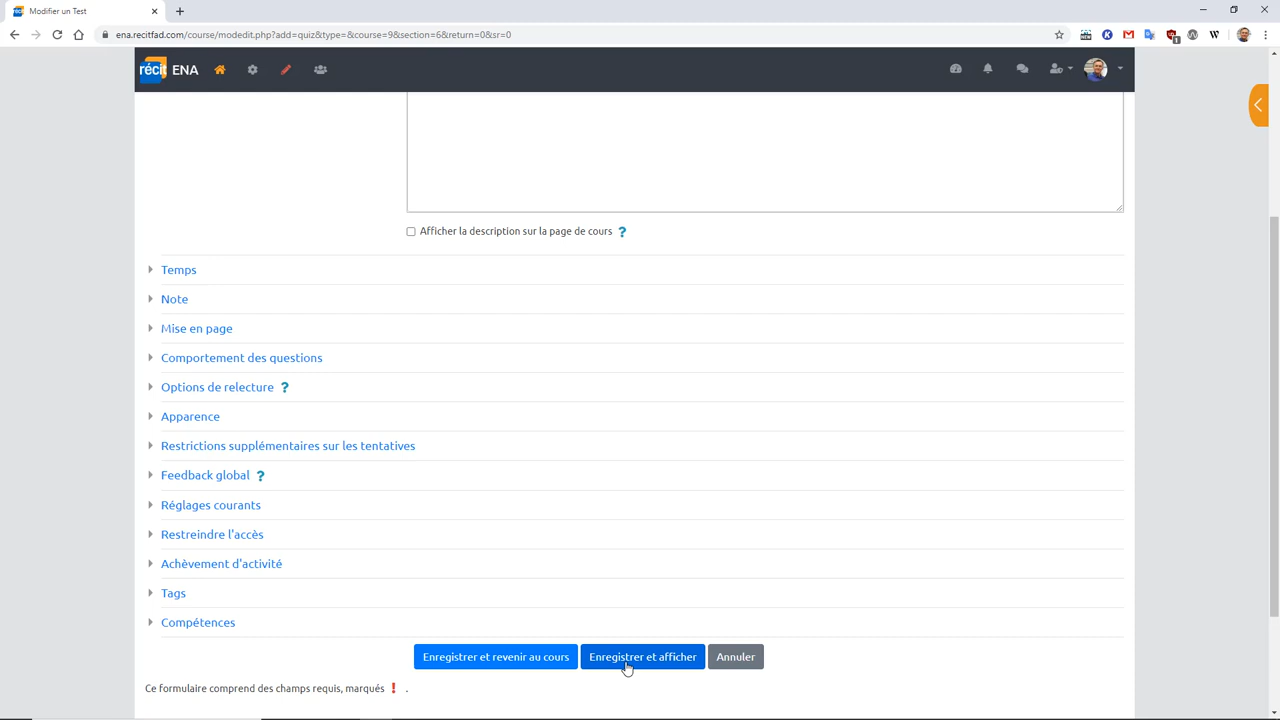 Modifier un Test
ena.recitfad.com/course/modedit.php?add=quiz&type=&course=9&section=6&return=0&sr=0
récit ENA
Afficher la description sur la page de cours ?
Temps
Note
Mise en page
Comportement des questions
Options de relecture ?
Apparence
Restrictions supplémentaires sur les tentatives
Feedback global ?
Réglages courants
Restreindre l'accès
Achèvement d'activité
Tags
Compétences
Enregistrer et revenir au cours Enregistrer et afficher Annuler
Ce formulaire comprend des champs requis, marqués ! .